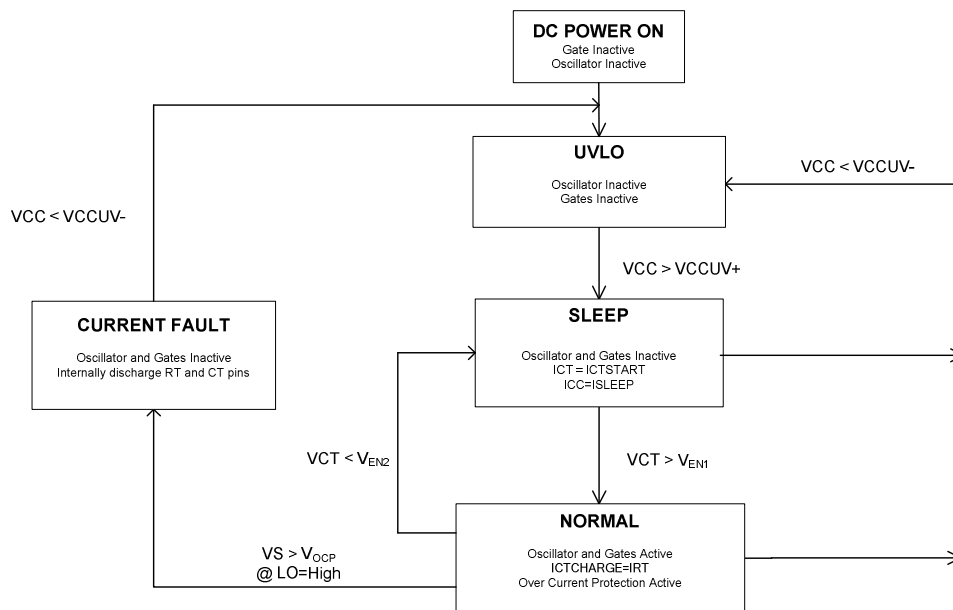 DC POWER ON
Gate Inactive
Oscillator Inactive
UVLO
Oscillator Inactive
Gates Inactive
VCC < VCCUV-
VCC < VCCUV-
VCC > VCCUV+
CURRENT FAULT
Oscillator and Gates Inactive
Internally discharge RT and CT pins
SLEEP
Oscillator and Gates Inactive
ICT = ICTSTART
ICC=ISLEEP
VCT < VEN2
VCT > VEN1
NORMAL
Oscillator and Gates Active
ICTCHARGE=IRT
Over Current Protection Active
VS > VOCP
@ LO=High